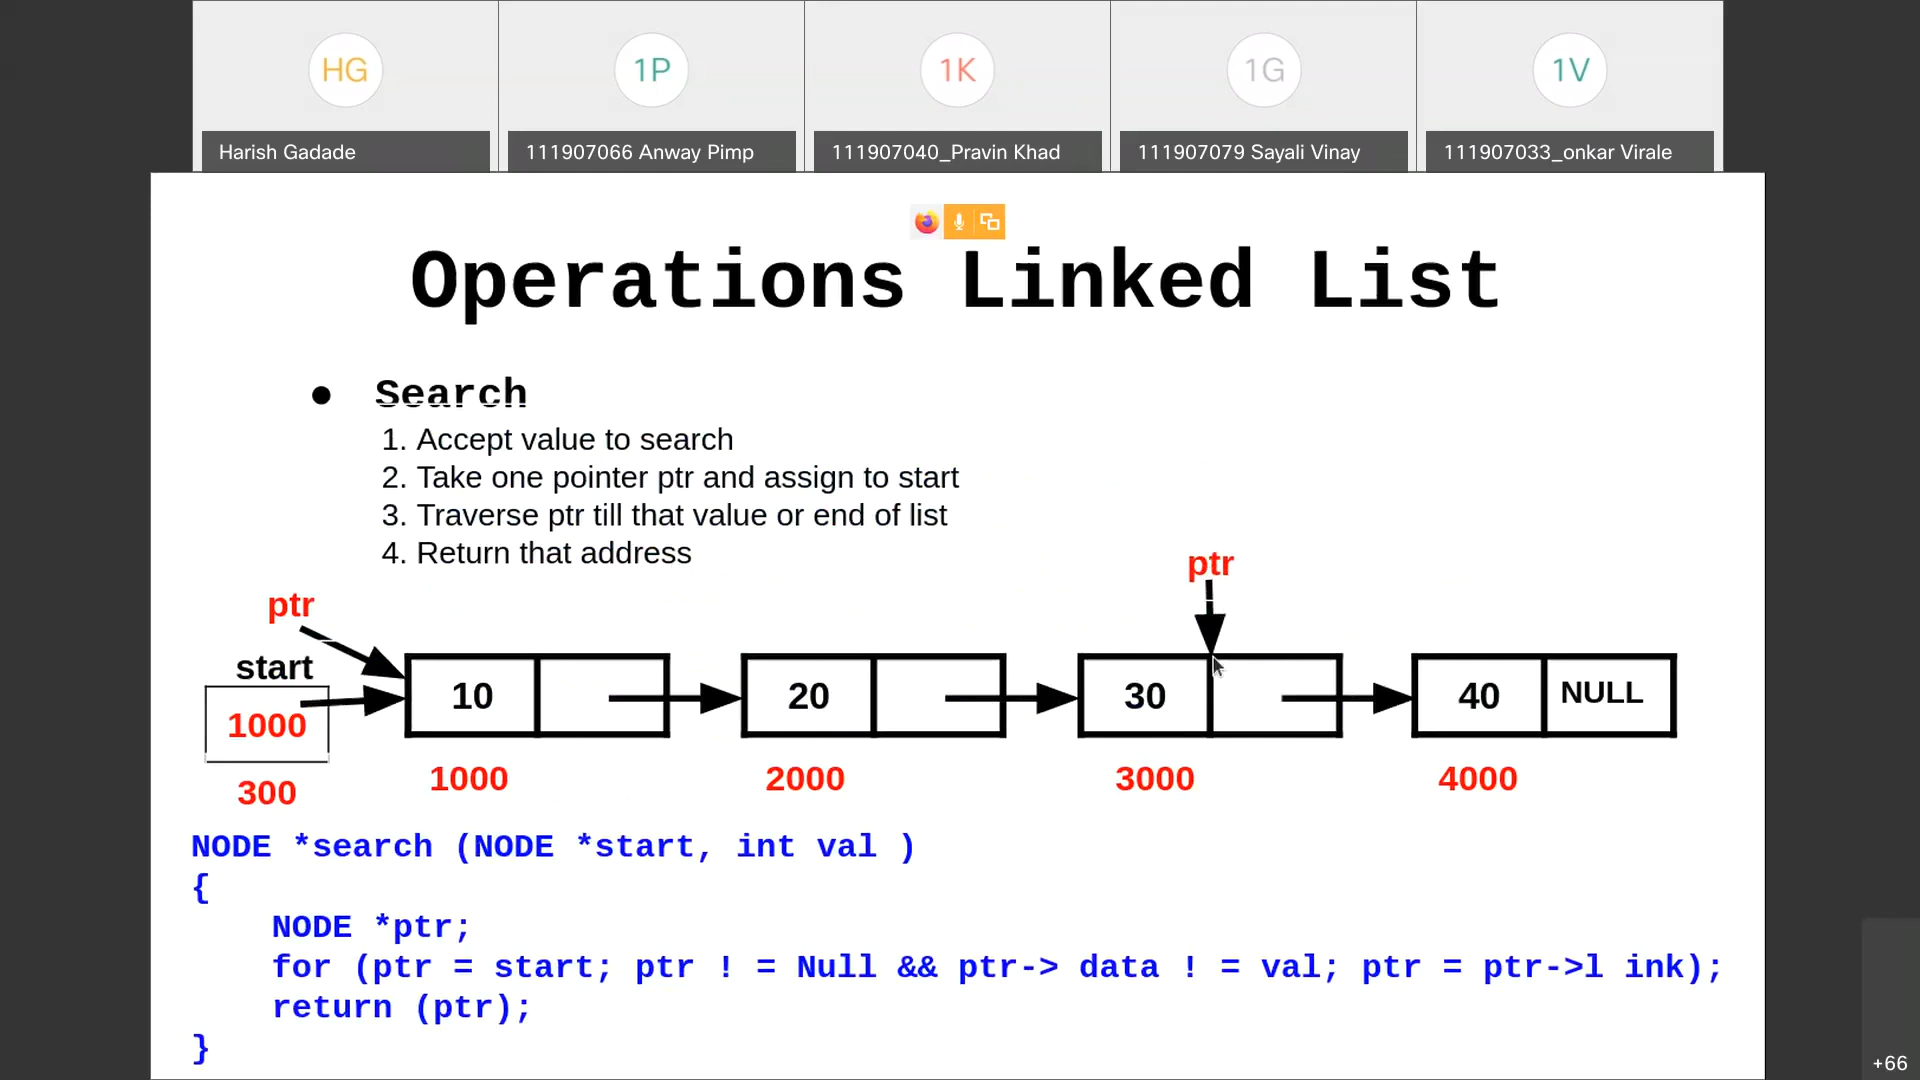 HG
1P
1K
1G
1V
Harish Gadade
111907066 Anway Pimp
111907040_Pravin Khad
111907079 Sayali Vinay
111907033_onkar Virale
Operations Linked List
● Search
1. Accept value to search
2. Take one pointer ptr and assign to start
3. Traverse ptr till that value or end of list
4. Return that address
ptr
ptr
start
1000
300
10
20
30
40 NULL
1000
2000
3000
4000
NODE *search (NODE *start, int val )
{
NODE *ptr;
for (ptr = start; ptr ! = Null && ptr-> data ! = val; ptr = ptr->l ink);
return (ptr);
}
+66